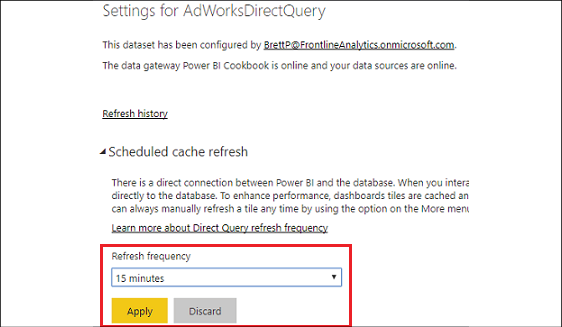 Settings for AdWorksDirectQuery
This dataset has been configured by BrettP@FrontlineAnalytics.onmicrosoft.com.
The data gateway Power BI Cookbook is online and your data sources are online.
Refresh history
Scheduled cache refresh
There is a direct connection between Power BI and the database. When you intera
directly to the database. To enhance performance, dashboards tiles are cached an
can always manually refresh a tile any time by using the option on the More menu
Learn more about Direct Query refresh frequency
Refresh frequency
15 minutes
Apply Discard